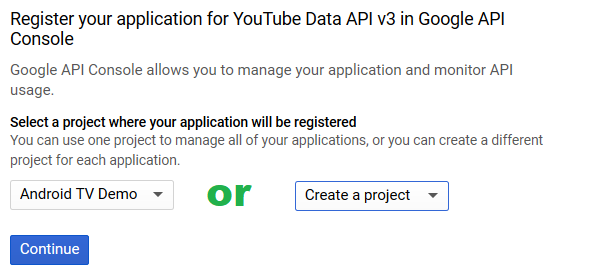 Register your application for YouTube Data API v3 in Google API
Console
Google API Console allows you to manage your application and monitor API
usage.
Select a project where your application will be registered
You can use one project to manage all of your applications, or you can create a different
project for each application.
Android TV Demo or Create a project
Continue